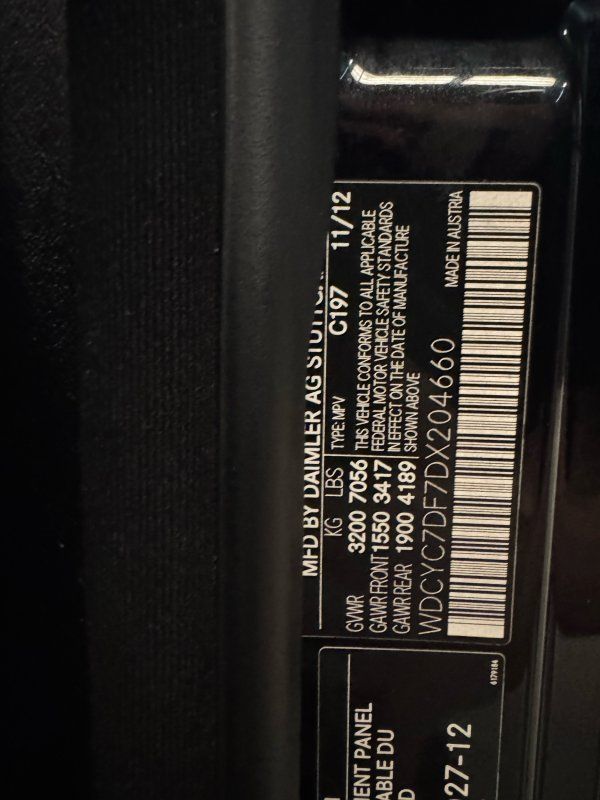 MFD BY DAIMLER AG
C197 11/12
KG LBS TYPE: MPV
GVWR 3200 7056 THIS VEHICLE CONFORMS TO ALL APPLICABLE
GAWR FRONT 1550 3417 FEDERAL MOTOR VEHICLE SAFETY STANDARDS
GAWR REAR 1900 4189 IN EFFECT ON THE DATE OF MANUFACTURE
SHOWN ABOVE
WDCYC7DF7DX204660
MADE IN AUSTRIA
PANEL
ABLE DU
27-12
4179184